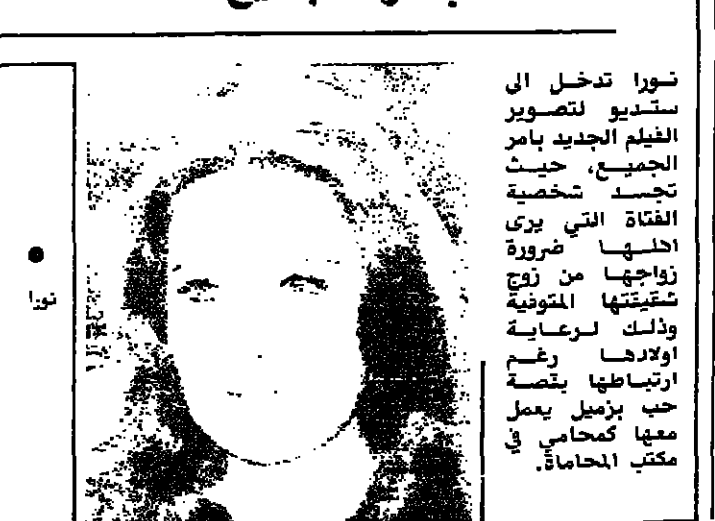 نورا تدخل الى
ستديو لتصوير
الفيلم الجديد بامر
الجميع، حيث
تجسد شخصية
الفتاة التي يرى
اهلها ضرورة
زواجها من زوج
شقيقتها المتوفية
وذلك لرعاية
اولادها رغم
ارتباطها بقصة
حب بزميل يعمل
معها كمحامي في
مكتب المحاماة.
نورا